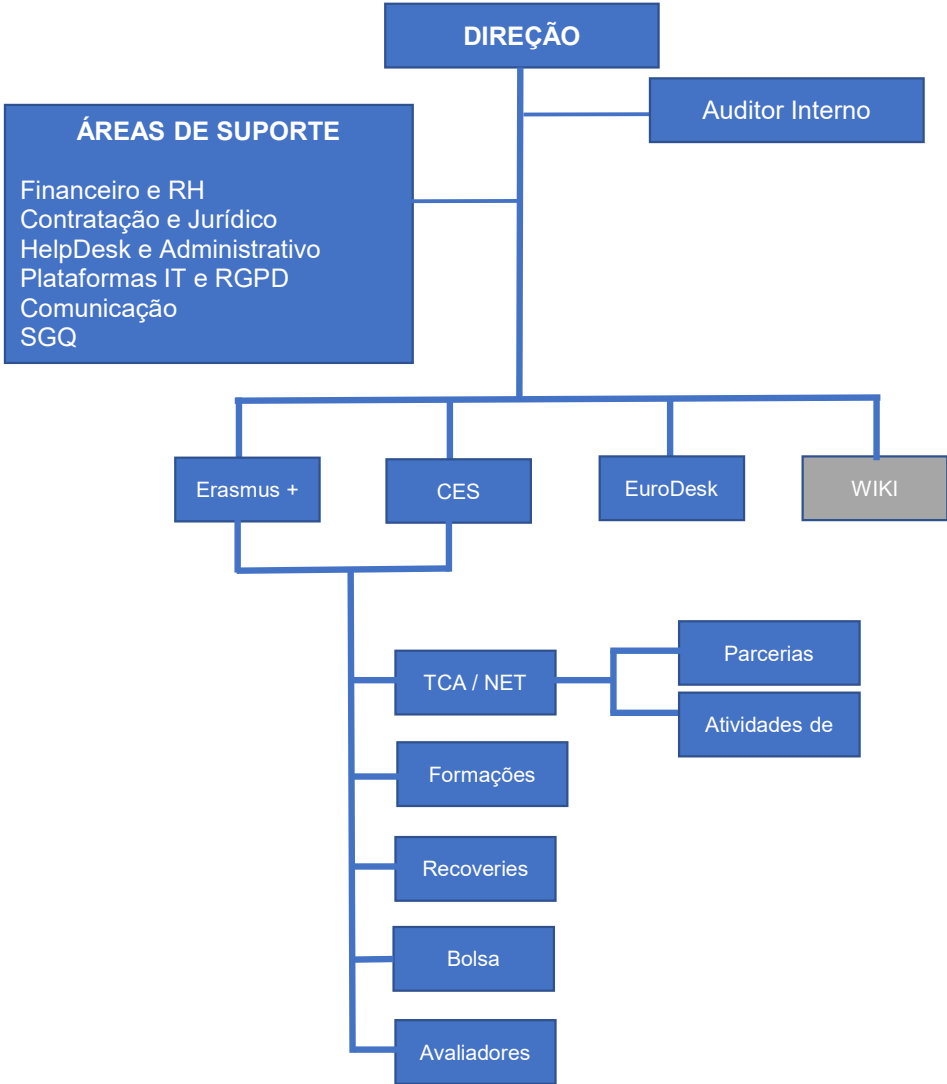 DIREÇÃO
Auditor Interno
ÁREAS DE SUPORTE
Financeiro e RH
Contratação e Jurídico
HelpDesk e Administrativo
Plataformas IT e RGPD
Comunicação
SGQ
Erasmus +
CES
EuroDesk
WIKI
TCA / NET
Parcerias
Atividades de
Formações
Recoveries
Bolsa
Avaliadores